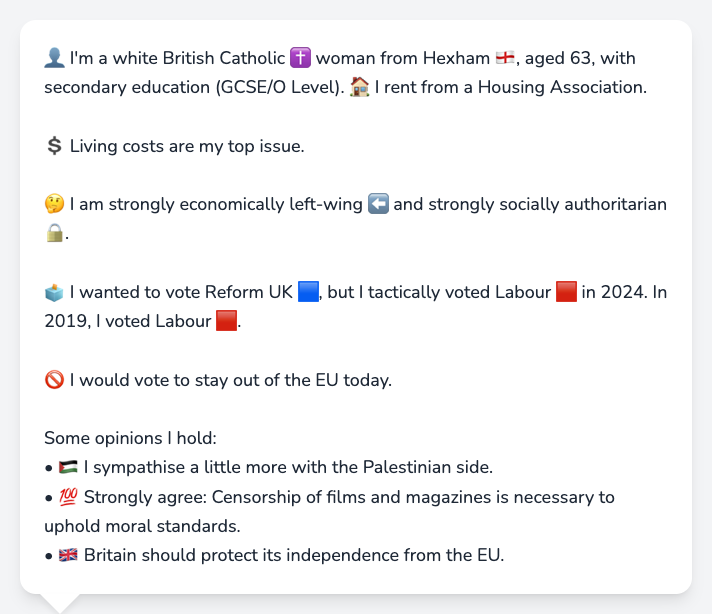 👤 I'm a white British Catholic ✝️ woman from Hexham 🏴󠁧󠁢󠁥󠁮󠁧󠁿, aged 63, with
secondary education (GCSE/O Level). 🏠 I rent from a Housing Association.
💲 Living costs are my top issue.
🤔 I am strongly economically left-wing ⬅️ and strongly socially authoritarian
🔒.
🗳️ I wanted to vote Reform UK 🟦, but I tactically voted Labour 🟥 in 2024. In
2019, I voted Labour 🟥.
🚫 I would vote to stay out of the EU today.
Some opinions I hold:
• 🇵🇸 I sympathise a little more with the Palestinian side.
• 💯 Strongly agree: Censorship of films and magazines is necessary to
uphold moral standards.
• 🇬🇧 Britain should protect its independence from the EU.